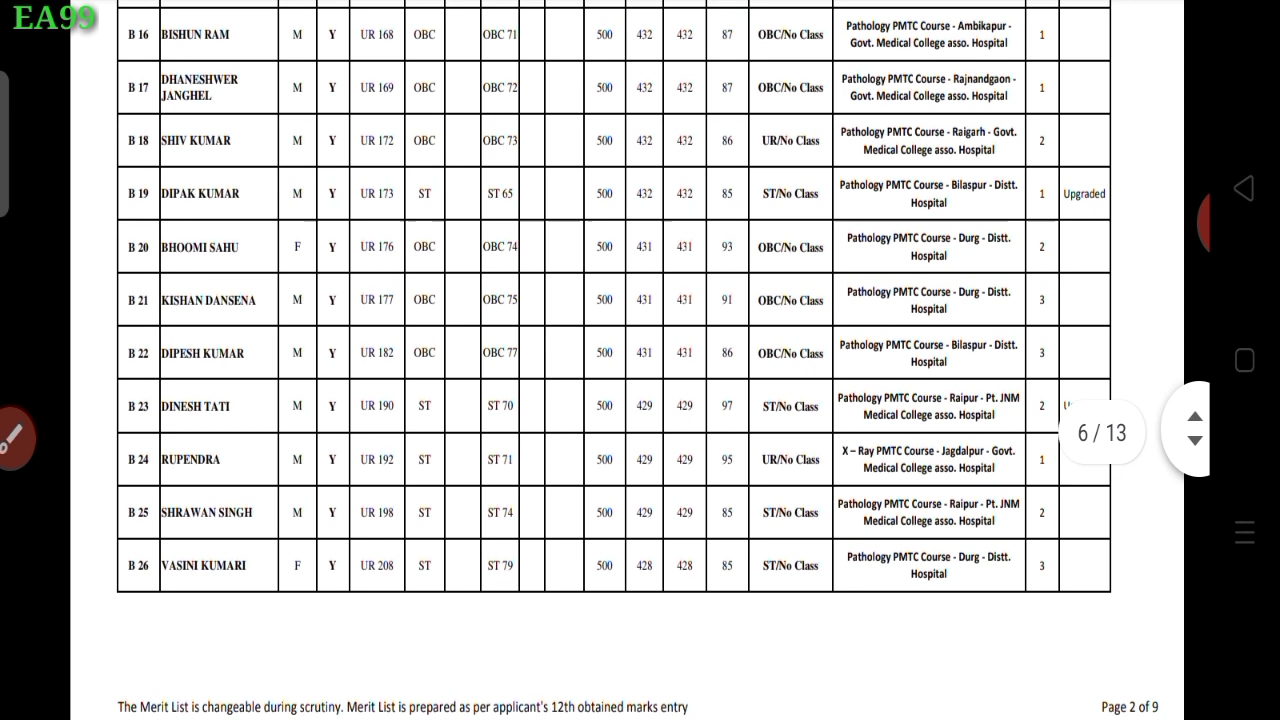 EA99
B 16 BISHUN RAM M Y UR 168 OBC OBC 71 500 432 432 87 OBC/No Class Pathology PMTC Course - Ambikapur - Govt. Medical College asso. Hospital 1
B 17 DHANESHWER JANGHEL M Y UR 169 OBC OBC 72 500 432 432 87 OBC/No Class Pathology PMTC Course - Rajnandgaon - Govt. Medical College asso. Hospital 1
B 18 SHIV KUMAR M Y UR 172 OBC OBC 73 500 432 432 86 UR/No Class Pathology PMTC Course - Raigarh - Govt. Medical College asso. Hospital 2
B 19 DIPAK KUMAR M Y UR 173 ST ST 65 500 432 432 85 ST/No Class Pathology PMTC Course - Bilaspur - Distt. Hospital 1 Upgraded
B 20 BHOOMI SAHU F Y UR 176 OBC OBC 74 500 431 431 93 OBC/No Class Pathology PMTC Course - Durg - Distt. Hospital 2
B 21 KISHAN DANSENA M Y UR 177 OBC OBC 75 500 431 431 91 OBC/No Class Pathology PMTC Course - Durg - Distt. Hospital 3
B 22 DIPESH KUMAR M Y UR 182 OBC OBC 77 500 431 431 86 OBC/No Class Pathology PMTC Course - Bilaspur - Distt. Hospital 3
B 23 DINESH TATI M Y UR 190 ST ST 70 500 429 429 97 ST/No Class Pathology PMTC Course - Raipur - Pt. JNM Medical College asso. Hospital 2
6 / 13
B 24 RUPENDRA M Y UR 192 ST ST 71 500 429 429 95 UR/No Class X – Ray PMTC Course - Jagdalpur - Govt. Medical College asso. Hospital 1
B 25 SHRAWAN SINGH M Y UR 198 ST ST 74 500 429 429 85 ST/No Class Pathology PMTC Course - Raipur - Pt. JNM Medical College asso. Hospital 2
B 26 VASINI KUMARI F Y UR 208 ST ST 79 500 428 428 85 ST/No Class Pathology PMTC Course - Durg - Distt. Hospital 3
The Merit List is changeable during scrutiny. Merit List is prepared as per applicant's 12th obtained marks entry Page 2 of 9